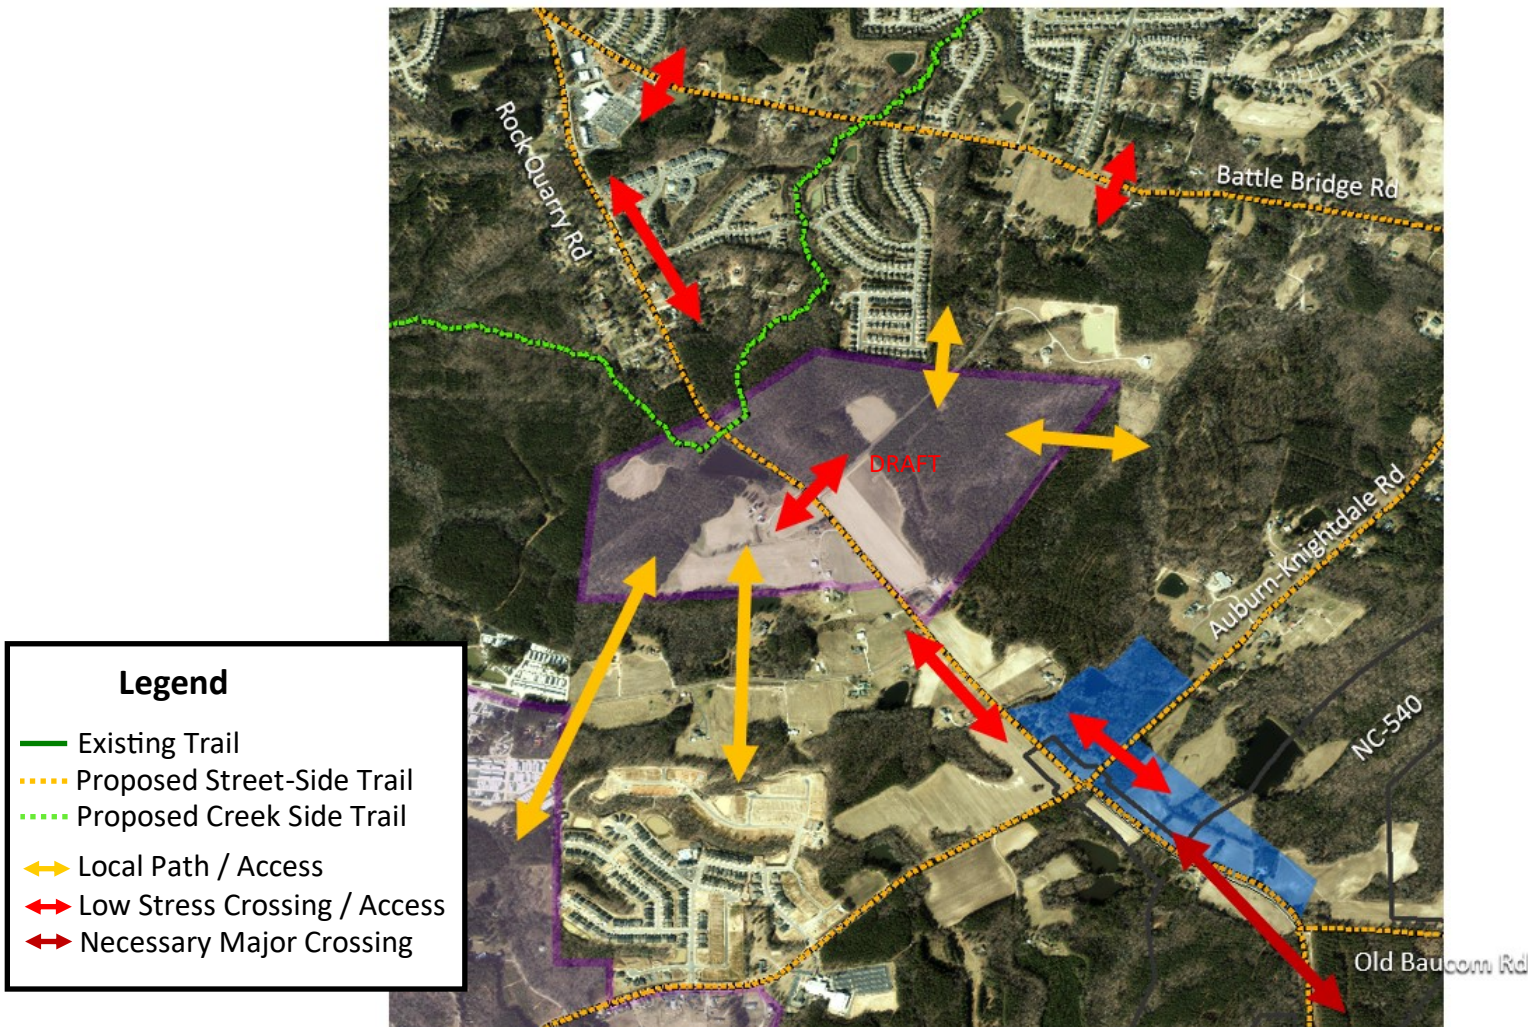 Rock Quarry Rd
Battle Bridge Rd
DRAFT
Auburn-Knightdale Rd
NC-540
Old Baucom Rd
Legend
Existing Trail
Proposed Street-Side Trail
Proposed Creek Side Trail
Local Path / Access
Low Stress Crossing / Access
Necessary Major Crossing